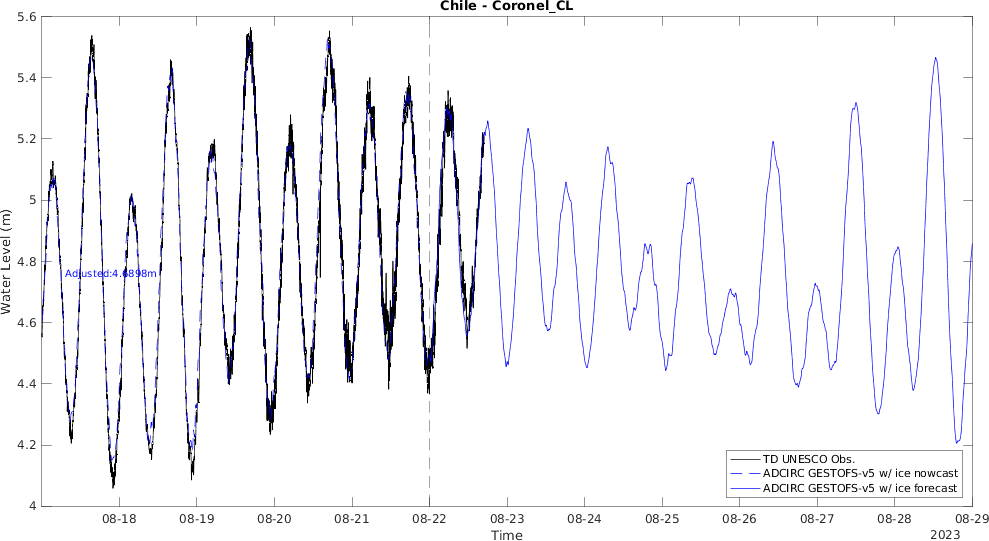 Chile - Coronel_CL
5.6
5.4
5.2
5
4.8
4.6
4.4
4.2
4
Water Level (m)
Adjusted:4.6898m
TD UNESCO Obs.
ADCIRC GESTOFS-v5 w/ ice nowcast
ADCIRC GESTOFS-v5 w/ ice forecast
08-18 08-19 08-20 08-21 08-22 08-23 08-24 08-25 08-26 08-27 08-28 08-29
Time
2023